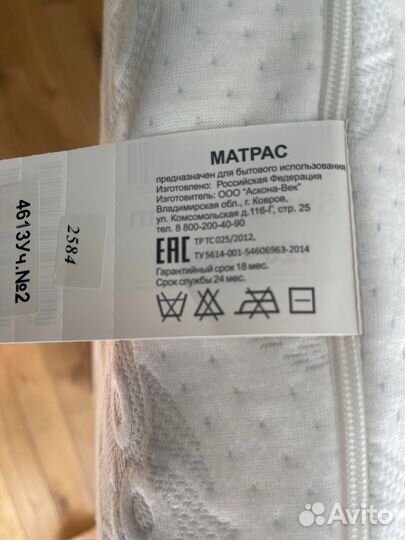 МАТРАС
предназначен для бытового использования
Изготовлено: Российская Федерация
Изготовитель: ООО "Аскона-Век"
Владимирская обл., г. Ковров,
ул. Комсомольская д.116-Г, стр. 25
тел. 8 800-200-40-90
ЕАС ТР ТС 025/2012,
ТУ 5614-001-54606963-2014
Гарантийный срок 18 мес.
Срок службы 24 мес.
4613Уч.№2
2584
Avito